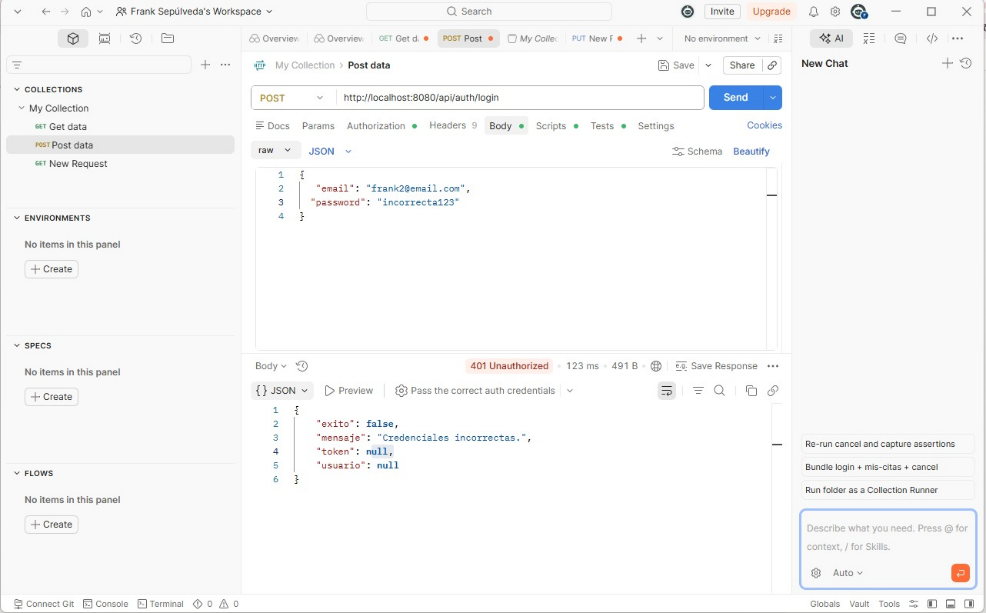 Frank Sepúlveda's Workspace
Search
Invite
Upgrade
Overview
Overview
GET Get d
POST Post
My Colle
PUT New F
No environment
AI
My Collection > Post data
Save
Share
New Chat
COLLECTIONS
My Collection
GET Get data
POST Post data
GET New Request
POST
http://localhost:8080/api/auth/login
Send
Docs Params Authorization Headers 9 Body Scripts Tests Settings Cookies
raw JSON Schema Beautify
1 {
2 "email": "frank2@email.com",
3 "password": "incorrecta123"
4 }
ENVIRONMENTS
No items in this panel
Create
SPECS
No items in this panel
Create
FLOWS
No items in this panel
Create
Body 401 Unauthorized 123 ms 491 B e.g. Save Response
{} JSON Preview Pass the correct auth credentials
1 {
2 "exito": false,
3 "mensaje": "Credenciales incorrectas.",
4 "token": null,
5 "usuario": null
6 }
Re-run cancel and capture assertions
Bundle login + mis-citas + cancel
Run folder as a Collection Runner
Describe what you need. Press @ for
context, / for Skills.
Auto
Connect Git Console Terminal 0 0 Globals Vault Tools